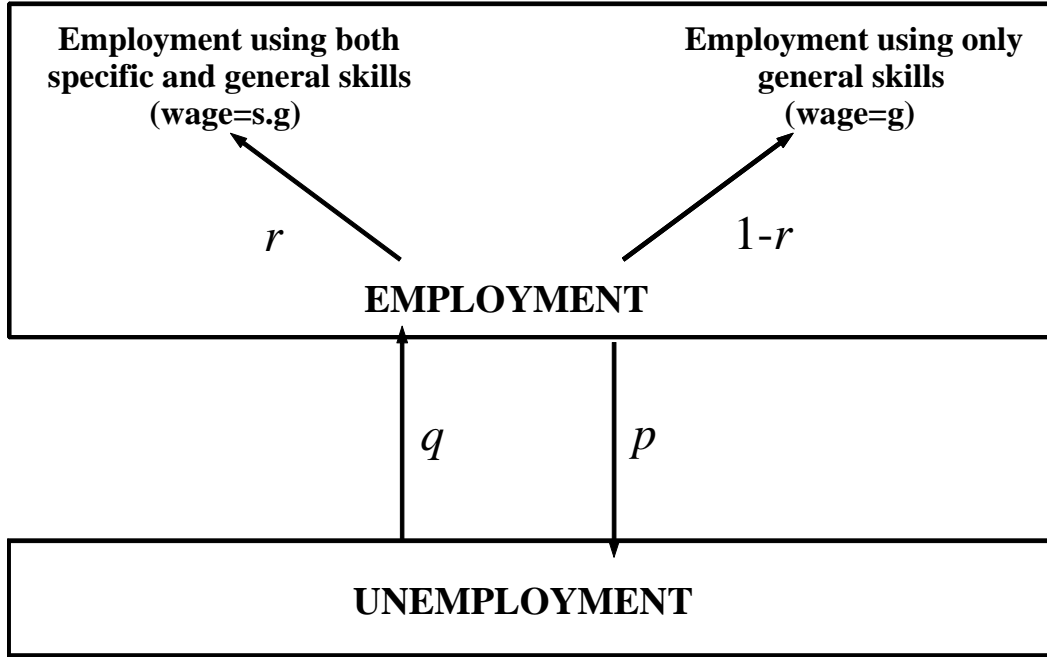 Employment using both
specific and general skills
(wage=s.g)
Employment using only
general skills
(wage=g)
r
1-r
EMPLOYMENT
q
p
UNEMPLOYMENT